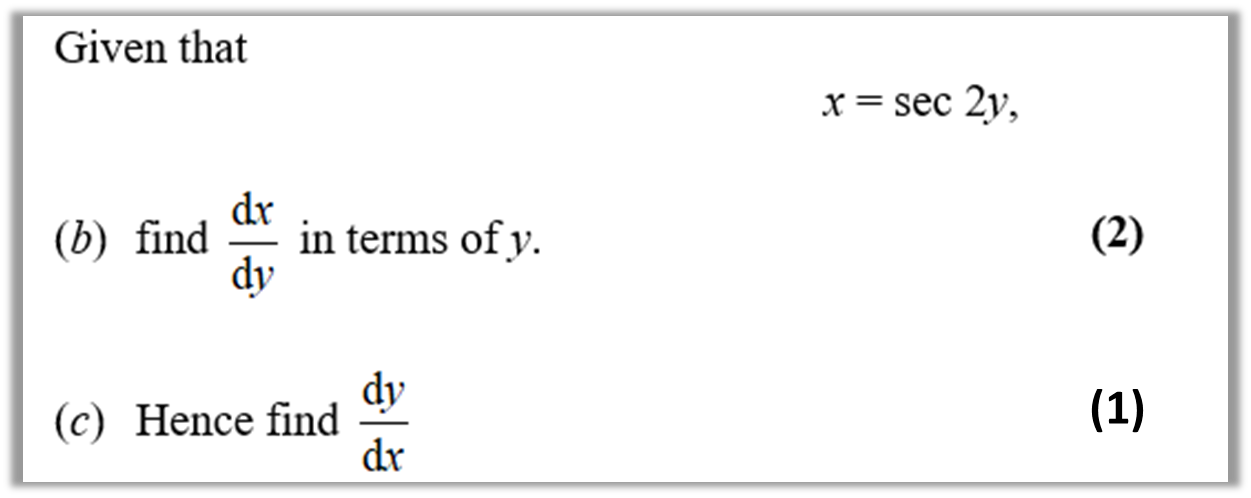 Given that
x = sec 2y,
(b) find dx/dy in terms of y. (2)
(c) Hence find dy/dx (1)